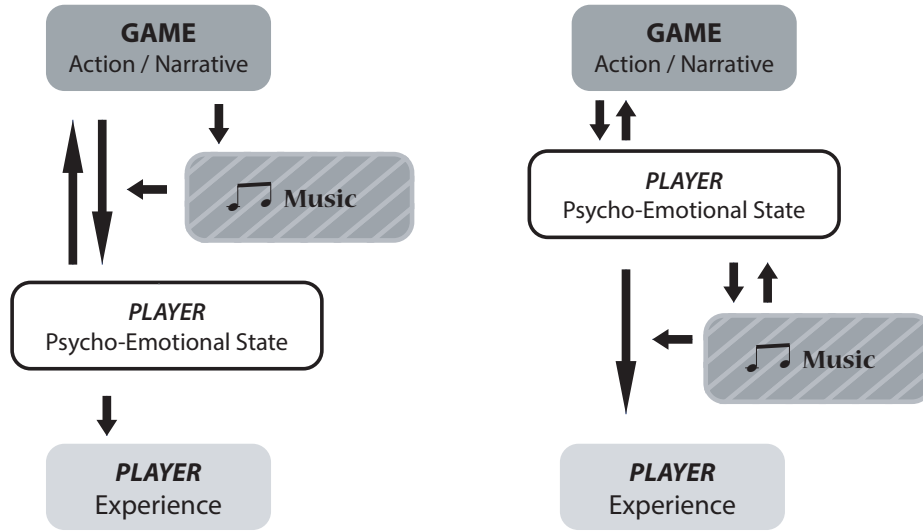 GAME
Action / Narrative
Music
PLAYER
Psycho-Emotional State
PLAYER
Experience
GAME
Action / Narrative
PLAYER
Psycho-Emotional State
Music
PLAYER
Experience